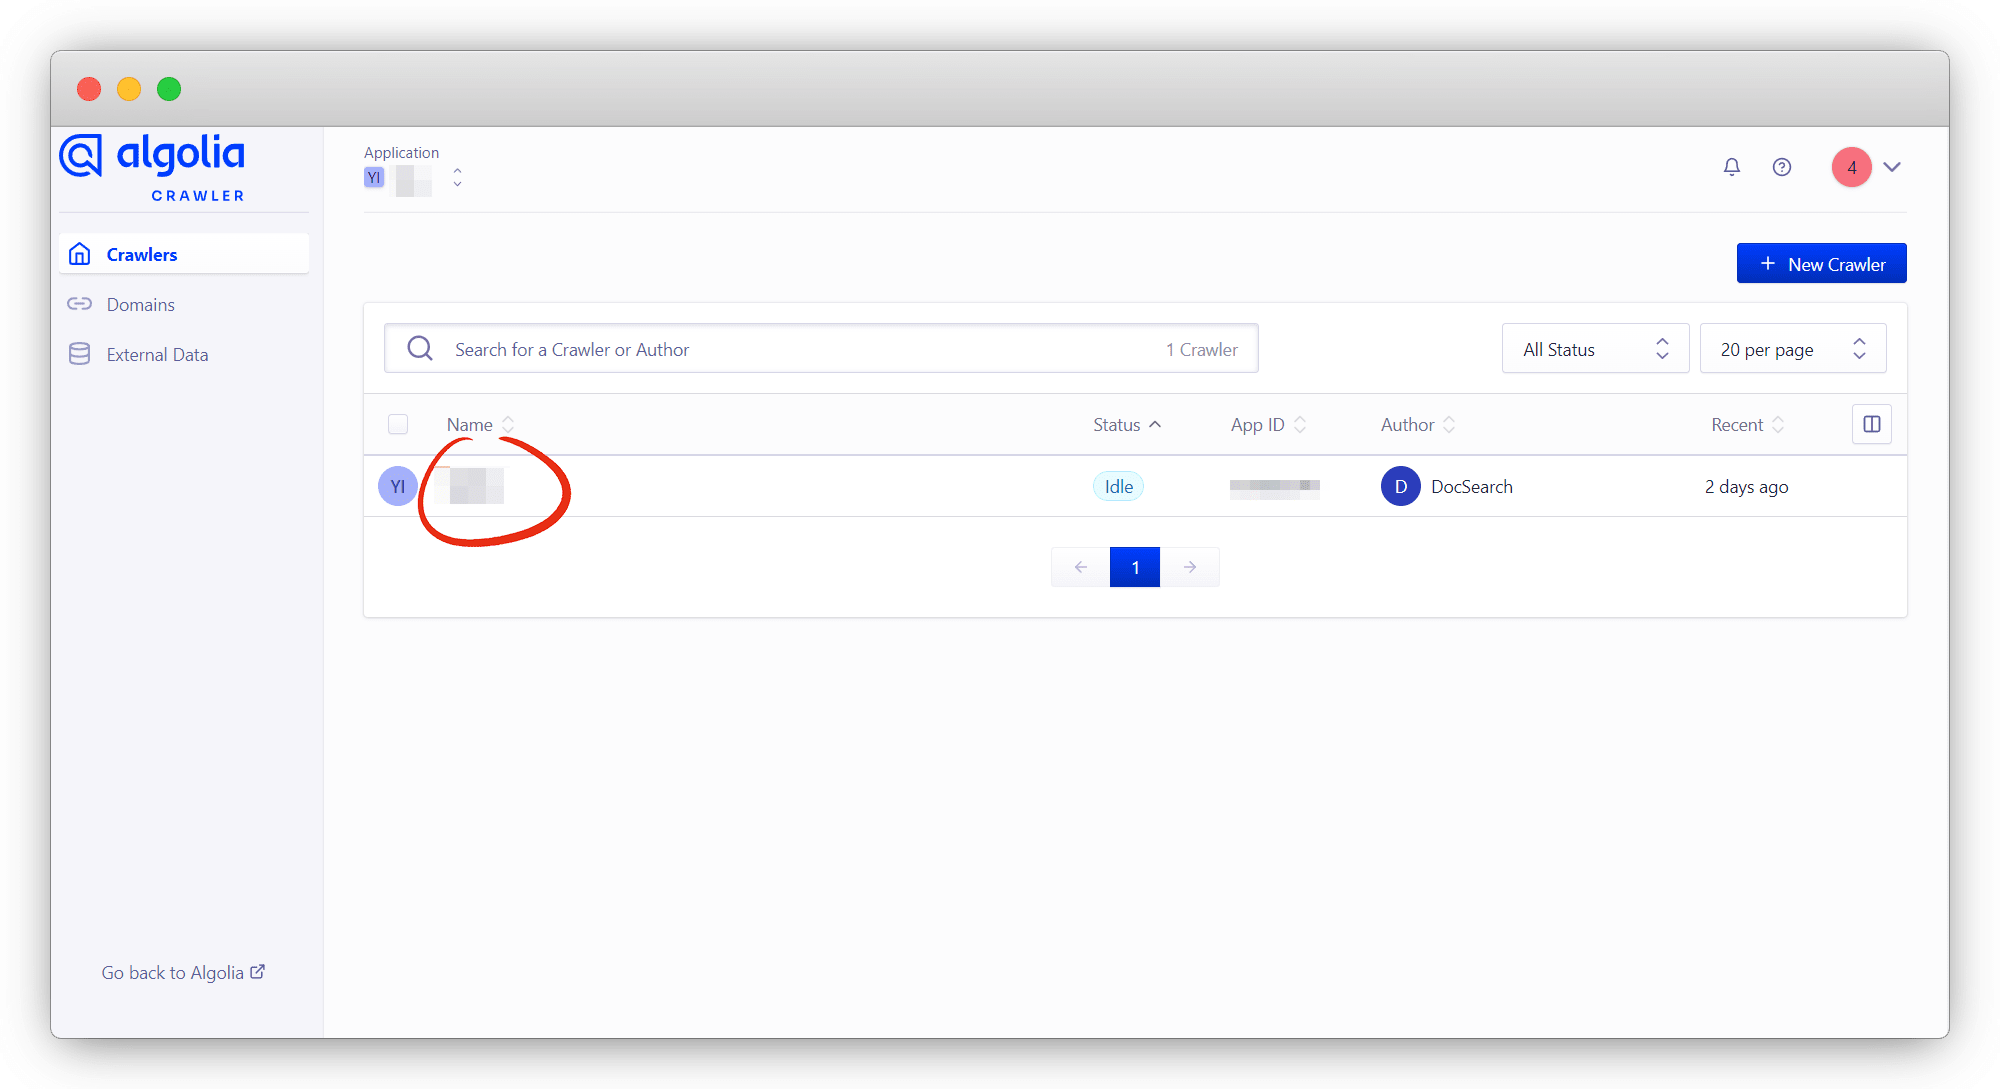 algolia
CRAWLER
Crawlers
Domains
External Data
Go back to Algolia
Application
YI
4
+ New Crawler
Search for a Crawler or Author 1 Crawler
All Status
20 per page
Name Status App ID Author Recent
YI Idle D DocSearch 2 days ago
1